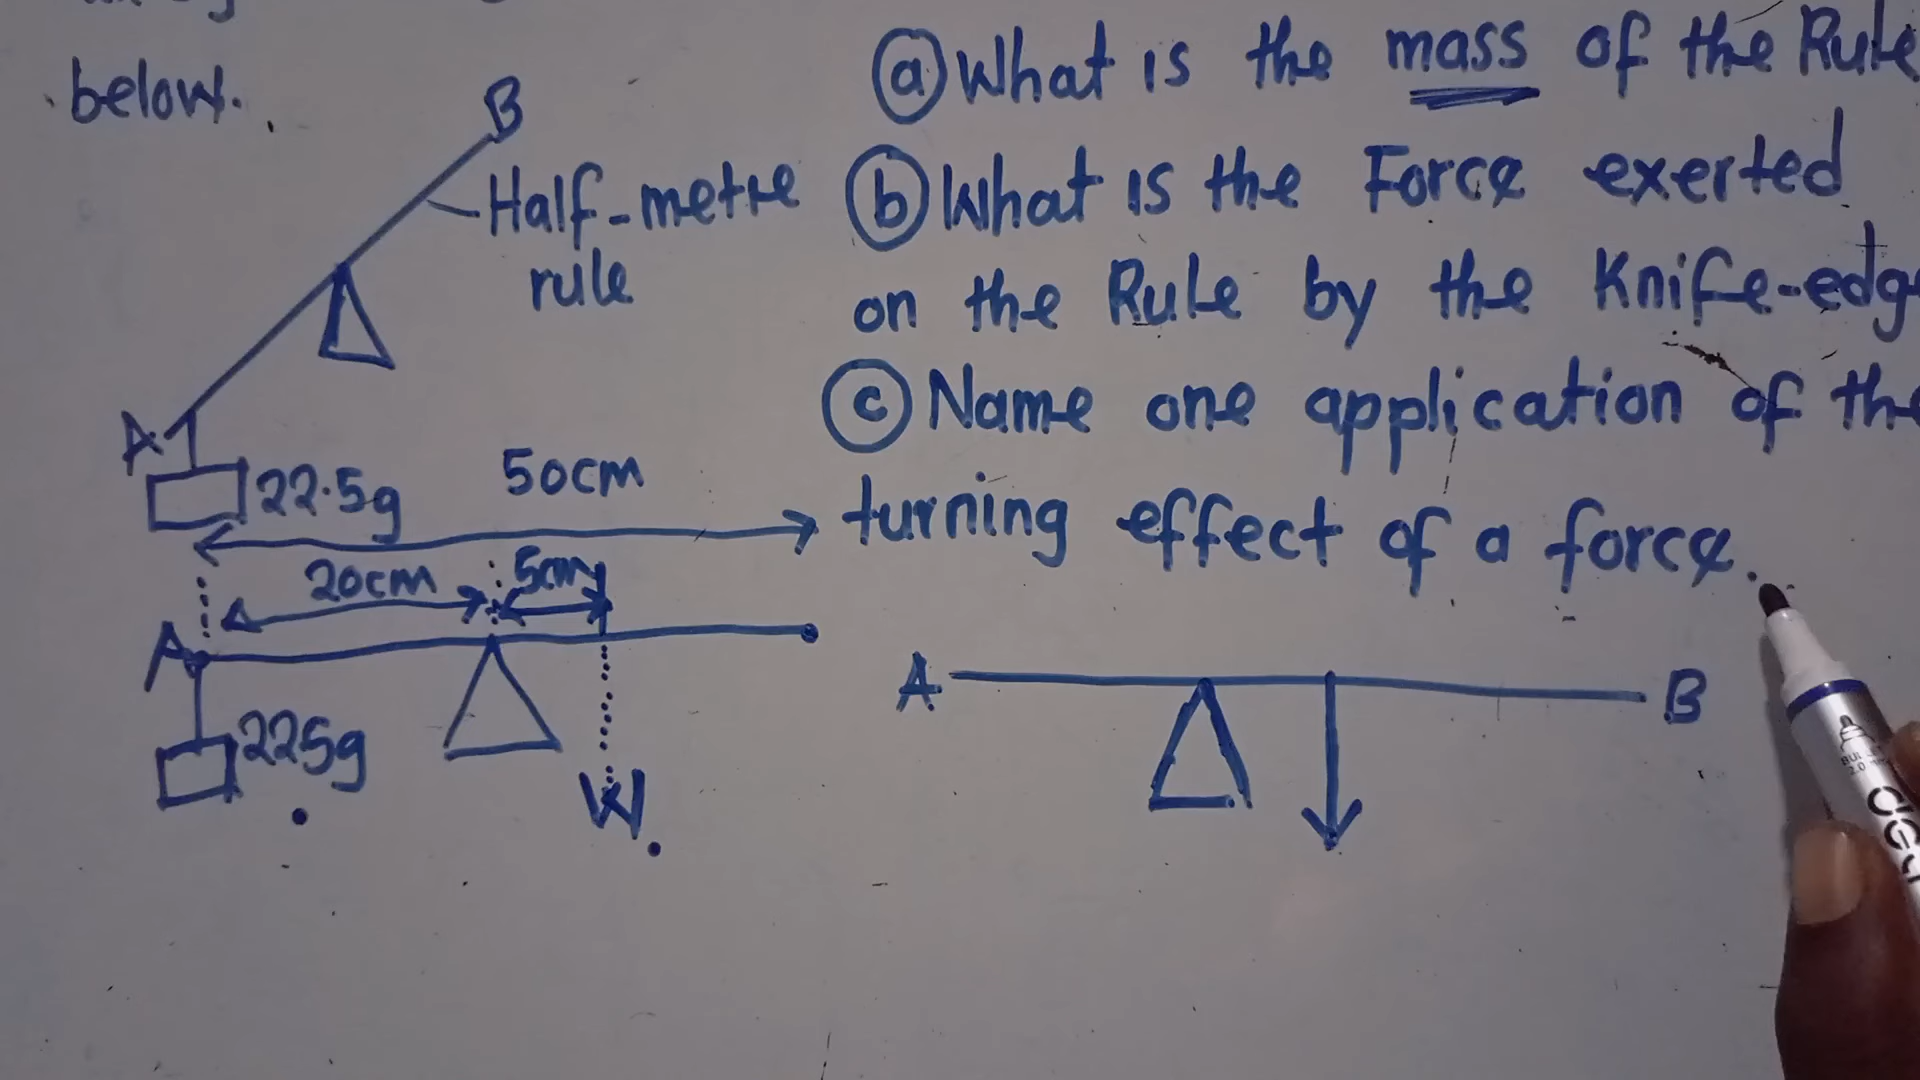 below.
B
Half-metre
rule
A
22.5g
50cm
20cm
5cm
A
225g
W
ⓐ What is the mass of the Rule
ⓑ What is the Force exerted
on the Rule by the Knife-edg
ⓒ Name one application of the
turning effect of a force.
A
B